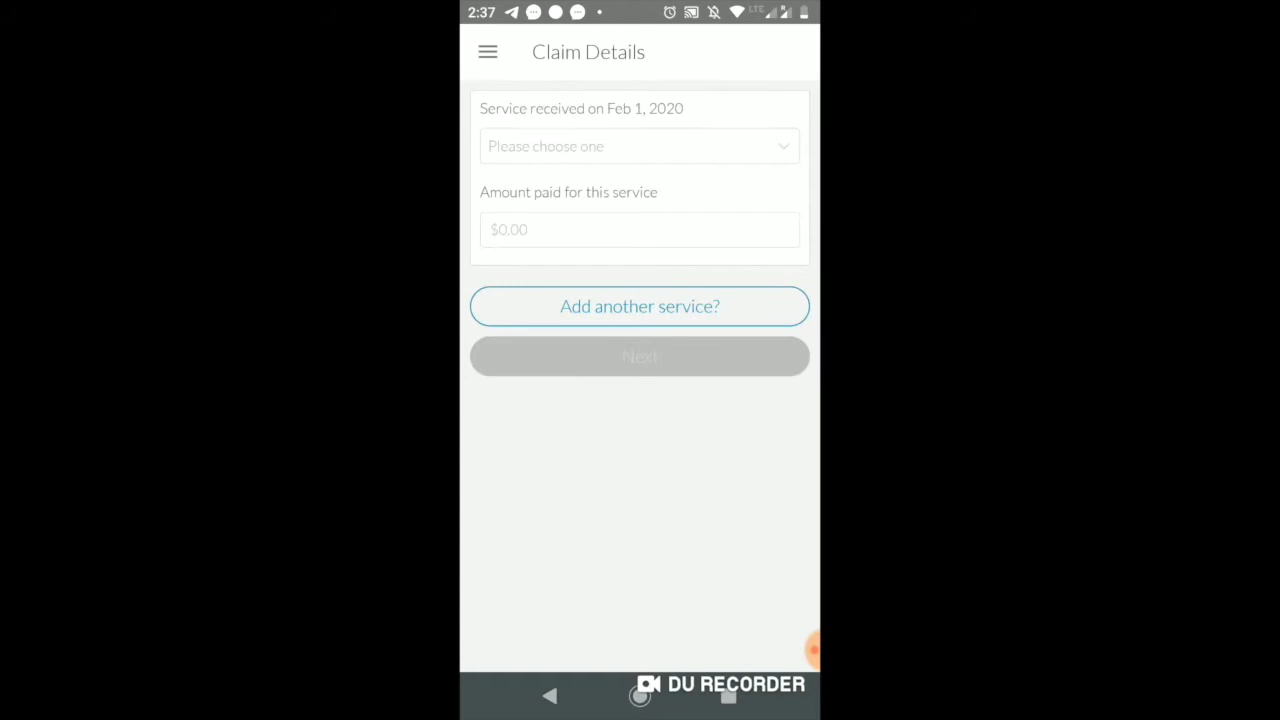 2:37 LTE
Claim Details
Service received on Feb 1, 2020
Please choose one
Amount paid for this service
$0.00
Add another service?
Next
DU RECORDER